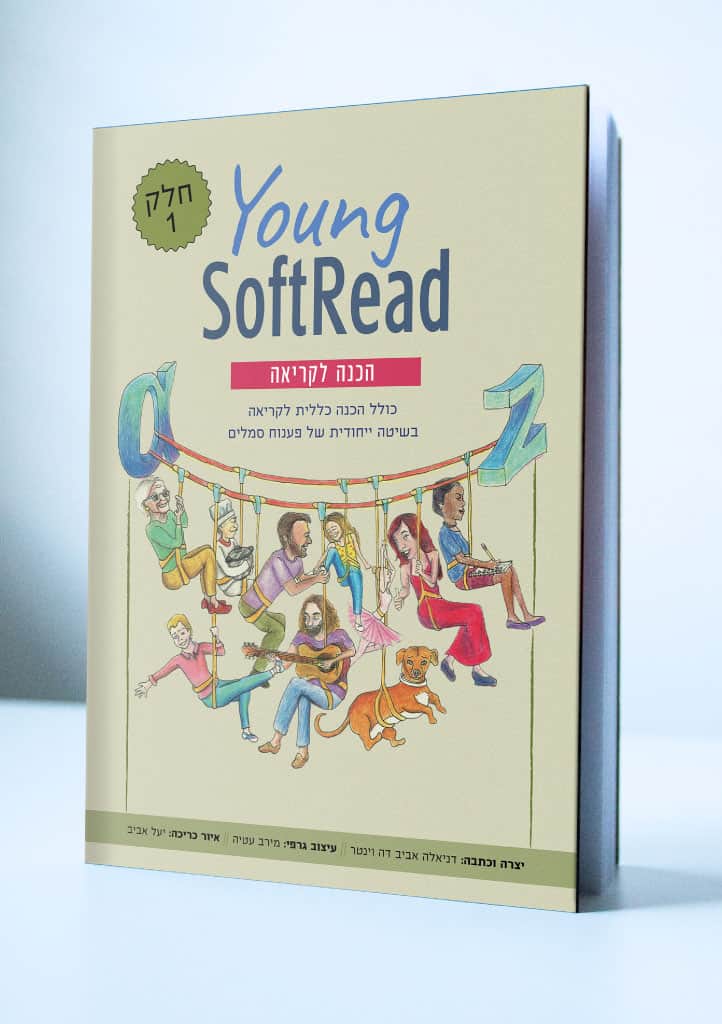 חלק
1
Young
SoftRead
הכנה לקריאה
כולל הכנה כללית לקריאה
בשיטה ייחודית של פענוח סמלים
a
z
יצרה וכתבה: דניאלה אביב דה וינטר // עיצוב גרפי: מירב עטיה // איור כריכה: יעל אביב